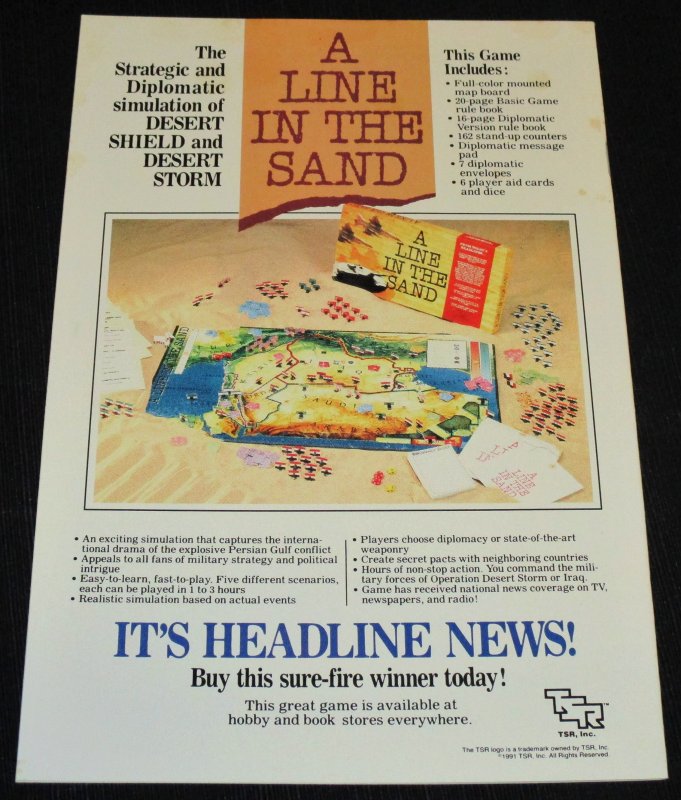 The
Strategic and
Diplomatic
simulation of
DESERT
SHIELD and
DESERT
STORM
A
LINE
IN THE
SAND
This Game
Includes:
• Full-color mounted
map board
• 20-page Basic Game
rule book
• 16-page Diplomatic
Version rule book
• 162 stand-up counters
• Diplomatic message
pad
• 7 diplomatic
envelopes
• 6 player aid cards
and dice
A
LINE
IN THE
SAND
• An exciting simulation that captures the interna-
tional drama of the explosive Persian Gulf conflict
• Appeals to all fans of military strategy and political
intrigue
• Easy-to-learn, fast-to-play. Five different scenarios,
each can be played in 1 to 3 hours
• Realistic simulation based on actual events
• Players choose diplomacy or state-of-the-art
weaponry
• Create secret pacts with neighboring countries
• Hours of non-stop action. You command the mili-
tary forces of Operation Desert Storm or Iraq.
• Game has received national news coverage on TV,
newspapers, and radio!
IT'S HEADLINE NEWS!
Buy this sure-fire winner today!
This great game is available at
hobby and book stores everywhere.
TSR™
TSR, Inc.
The TSR logo is a trademark owned by TSR, Inc.
©1991 TSR, Inc. All Rights Reserved.